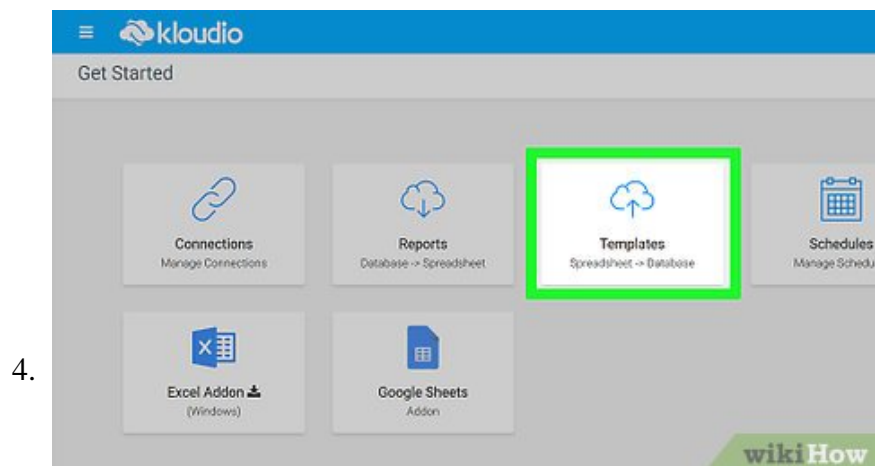 kloudio
Get Started
Connections
Manage Connections
Reports
Database -> Spreadsheet
Templates
Spreadsheet -> Database
Schedules
Manage Schedu
4.
Excel Addon
(Windows)
Google Sheets
Addon
wikiHow